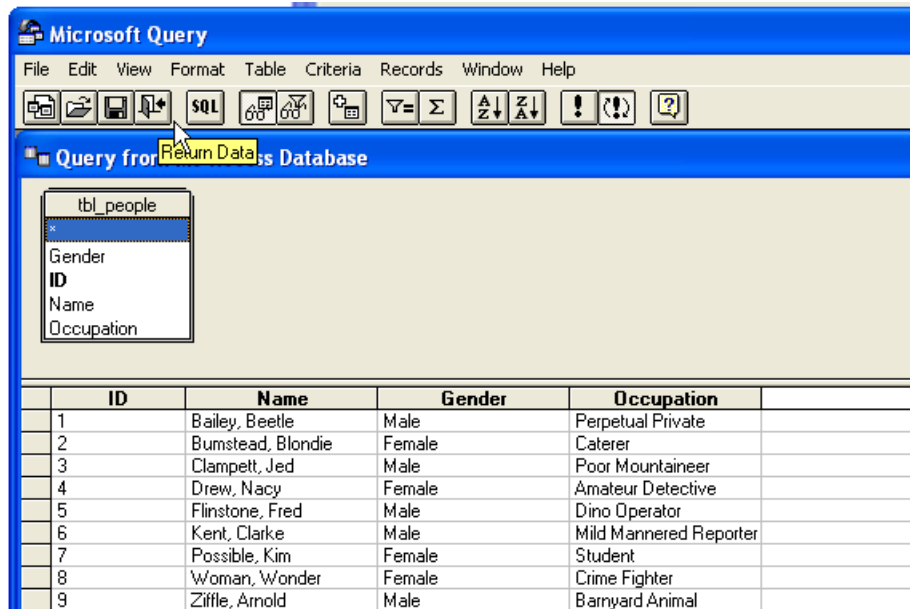 Microsoft Query
File Edit View Format Table Criteria Records Window Help
SQL
Return Data
Query from ss Database
tbl_people
*
Gender
ID
Name
Occupation
ID Name Gender Occupation
1 Bailey, Beetle Male Perpetual Private
2 Bumstead, Blondie Female Caterer
3 Clampett, Jed Male Poor Mountaineer
4 Drew, Nacy Female Amateur Detective
5 Flinstone, Fred Male Dino Operator
6 Kent, Clarke Male Mild Mannered Reporter
7 Possible, Kim Female Student
8 Woman, Wonder Female Crime Fighter
9 Ziffle, Arnold Male Barnyard Animal